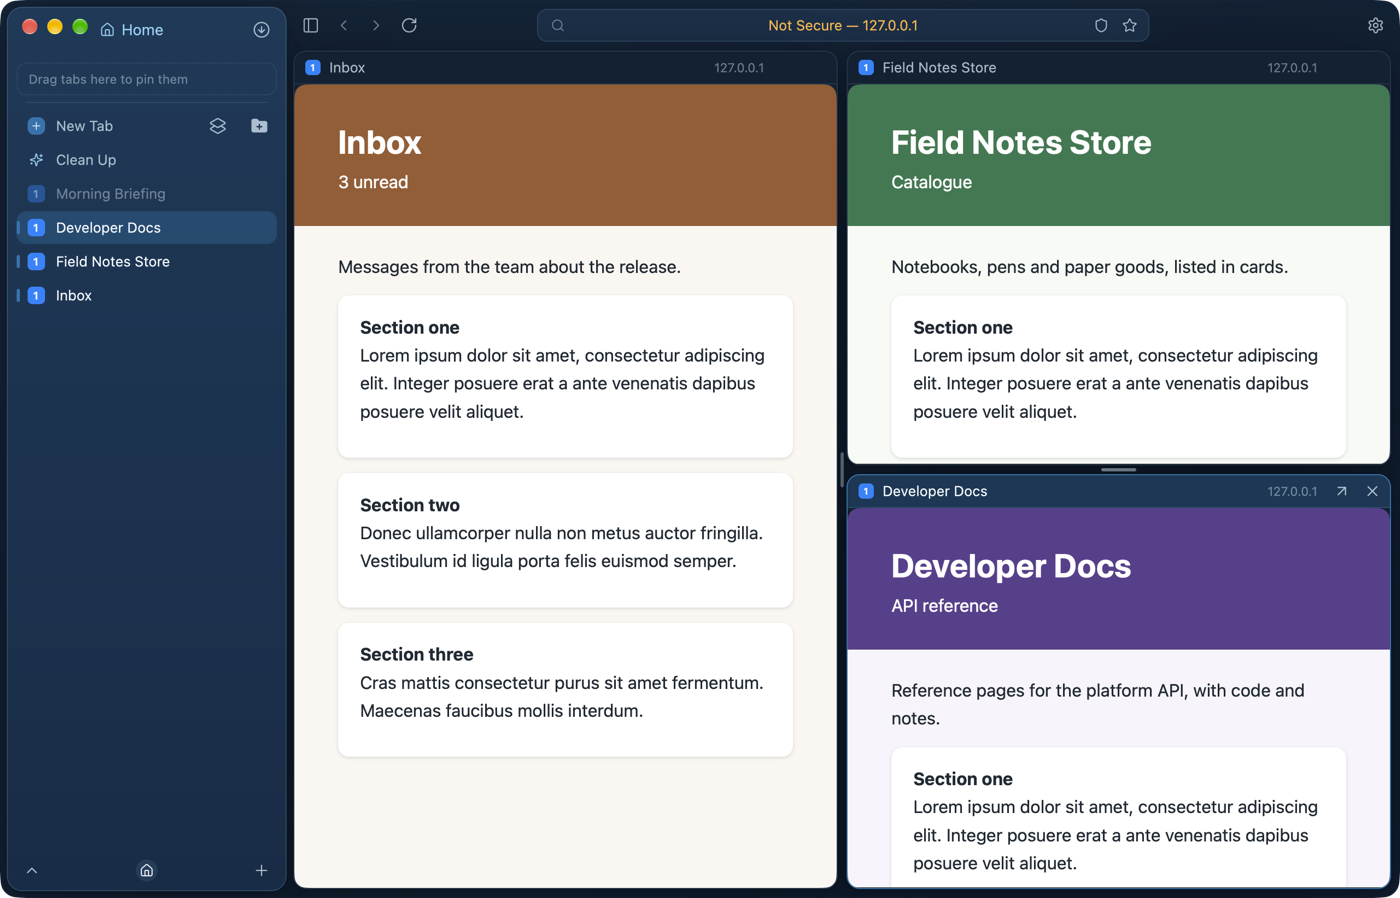 Home
Drag tabs here to pin them
New Tab
Clean Up
1 Morning Briefing
1 Developer Docs
1 Field Notes Store
1 Inbox
Not Secure — 127.0.0.1
1 Inbox 127.0.0.1
Inbox
3 unread
Messages from the team about the release.
Section one
Lorem ipsum dolor sit amet, consectetur adipiscing
elit. Integer posuere erat a ante venenatis dapibus
posuere velit aliquet.
Section two
Donec ullamcorper nulla non metus auctor fringilla.
Vestibulum id ligula porta felis euismod semper.
Section three
Cras mattis consectetur purus sit amet fermentum.
Maecenas faucibus mollis interdum.
1 Field Notes Store 127.0.0.1
Field Notes Store
Catalogue
Notebooks, pens and paper goods, listed in cards.
Section one
Lorem ipsum dolor sit amet, consectetur adipiscing
elit. Integer posuere erat a ante venenatis dapibus
posuere velit aliquet.
1 Developer Docs 127.0.0.1
Developer Docs
API reference
Reference pages for the platform API, with code and
notes.
Section one
Lorem ipsum dolor sit amet, consectetur adipiscing
elit. Integer posuere erat a ante venenatis dapibus
posuere velit aliquet.